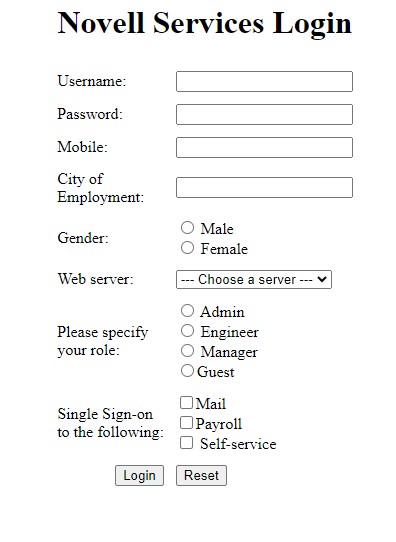 Novell Services Login
Username:
Password:
Mobile:
City of
Employment:
Gender:
Male
Female
Web server:
--- Choose a server ---
Please specify
your role:
Admin
Engineer
Manager
Guest
Single Sign-on
to the following:
Mail
Payroll
Self-service
Login
Reset